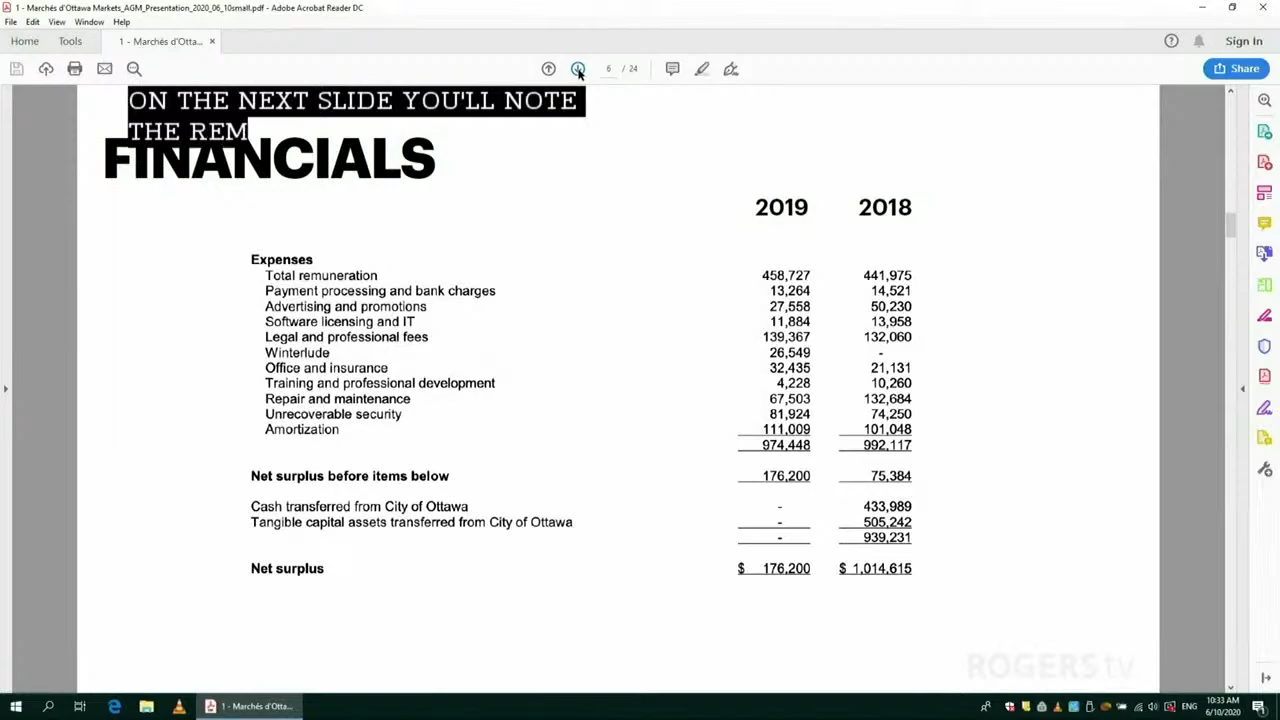 1 - Marchés d'Ottawa Markets_AGM_Presentation_2020_06_10small.pdf - Adobe Acrobat Reader DC
File Edit View Window Help
Home Tools 1 - Marchés d'Otta... × Sign In
6 / 24 Share
ON THE NEXT SLIDE YOU'LL NOTE
THE REM
FINANCIALS
2019 2018
Expenses
Total remuneration 458,727 441,975
Payment processing and bank charges 13,264 14,521
Advertising and promotions 27,558 50,230
Software licensing and IT 11,884 13,958
Legal and professional fees 139,367 132,060
Winterlude 26,549 -
Office and insurance 32,435 21,131
Training and professional development 4,228 10,260
Repair and maintenance 67,503 132,684
Unrecoverable security 81,924 74,250
Amortization 111,009 101,048
974,448 992,117
Net surplus before items below 176,200 75,384
Cash transferred from City of Ottawa - 433,989
Tangible capital assets transferred from City of Ottawa - 505,242
- 939,231
Net surplus $ 176,200 $ 1,014,615
ROGERS tv
1 - Marchés d'Otta...
10:33 AM
6/10/2020